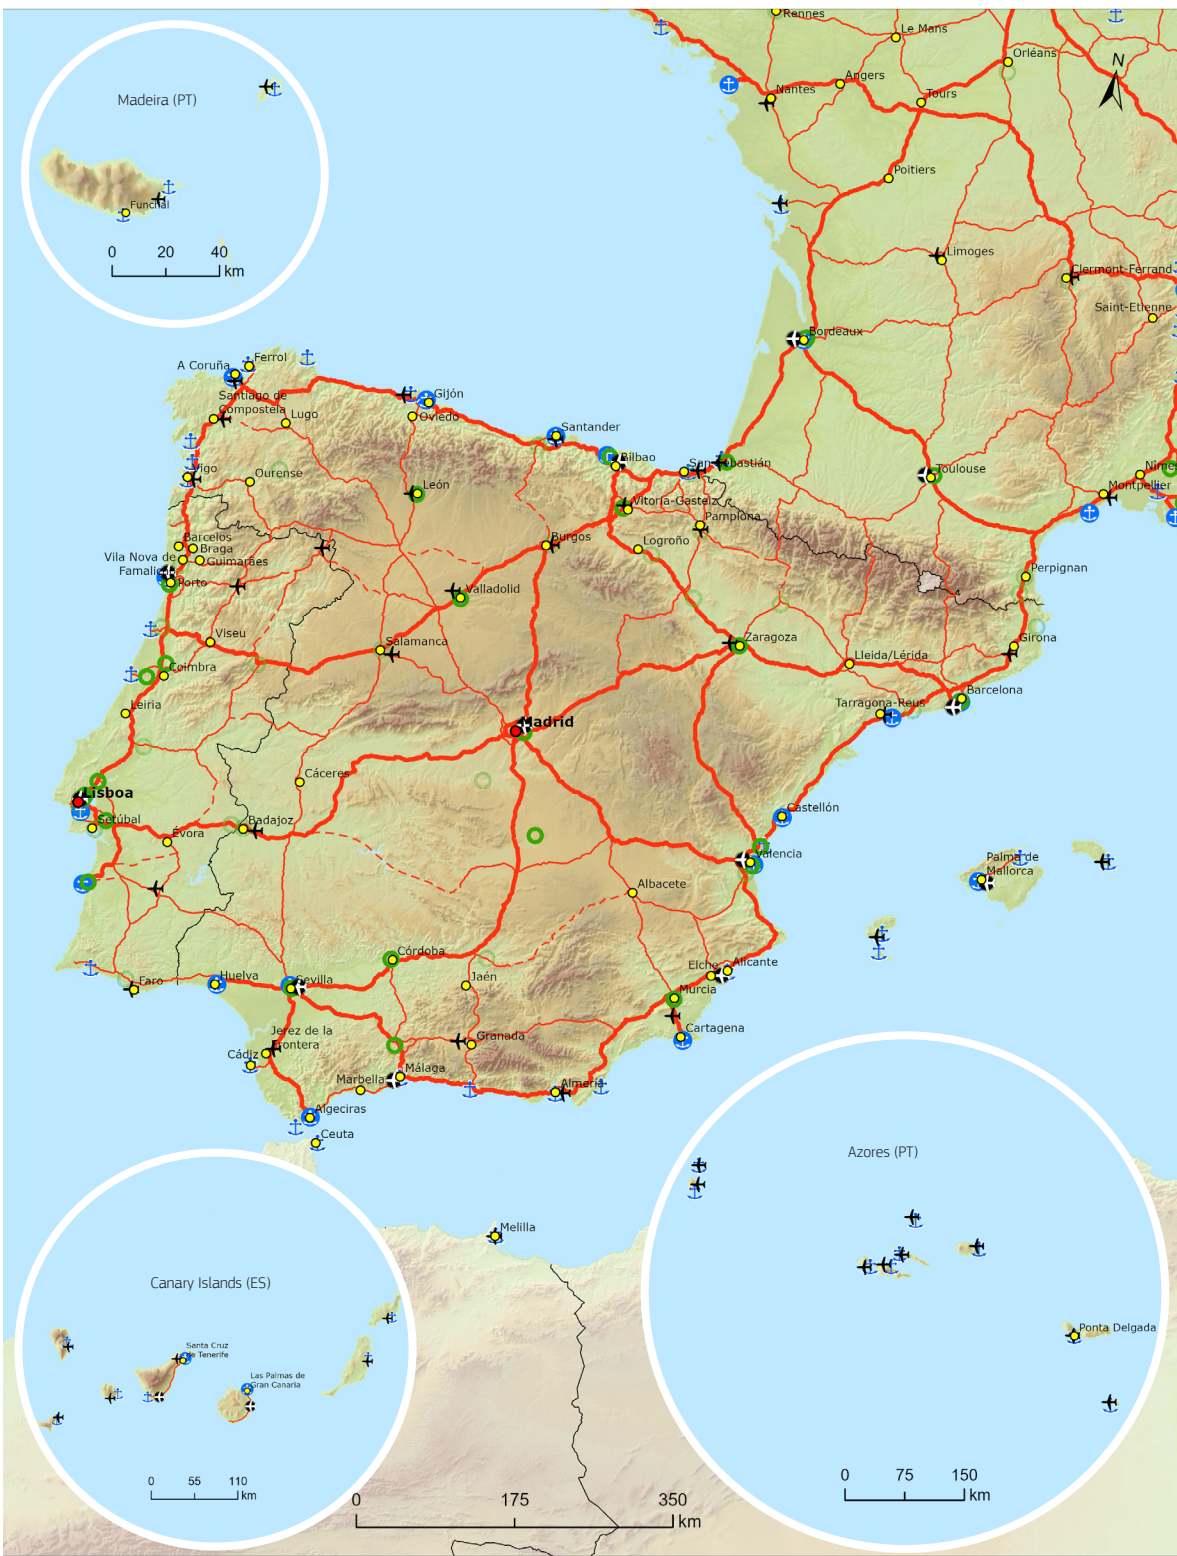 Rennes
Le Mans
Orléans
N
Madeira (PT)
Angers
Nantes
Tours
Poitiers
Funchal
0 20 40
km
Limoges
Clermont-Ferrand
Saint-Etienne
Bordeaux
Ferrol
A Coruña
Santiago de
Compostela
Lugo
Gijón
Oviedo
Santander
Bilbao
San Sebastián
Toulouse
Nîmes
Montpellier
Vigo
Ourense
León
Vitoria-Gasteiz
Pamplona
Logroño
Burgos
Barcelos
Braga
Vila Nova de
Famalic
Guimarães
Porto
Perpignan
Valladolid
Viseu
Salamanca
Zaragoza
Girona
Lleida/Lérida
Coimbra
Barcelona
Leiria
Tarragona-Reus
Madrid
Cáceres
Lisboa
Castellón
Setúbal
Évora
Badajoz
Valencia
Palma de
Mallorca
Albacete
Córdoba
Elche
Alicante
Faro
Huelva
Sevilla
Jaén
Murcia
Jerez de la
Frontera
Granada
Cartagena
Cádiz
Marbella
Málaga
Almería
Algeciras
Ceuta
Azores (PT)
Melilla
Canary Islands (ES)
Ponta Delgada
Santa Cruz
de Tenerife
Las Palmas de
Gran Canaria
0 55 110
km
0 75 150
km
0 175 350
km